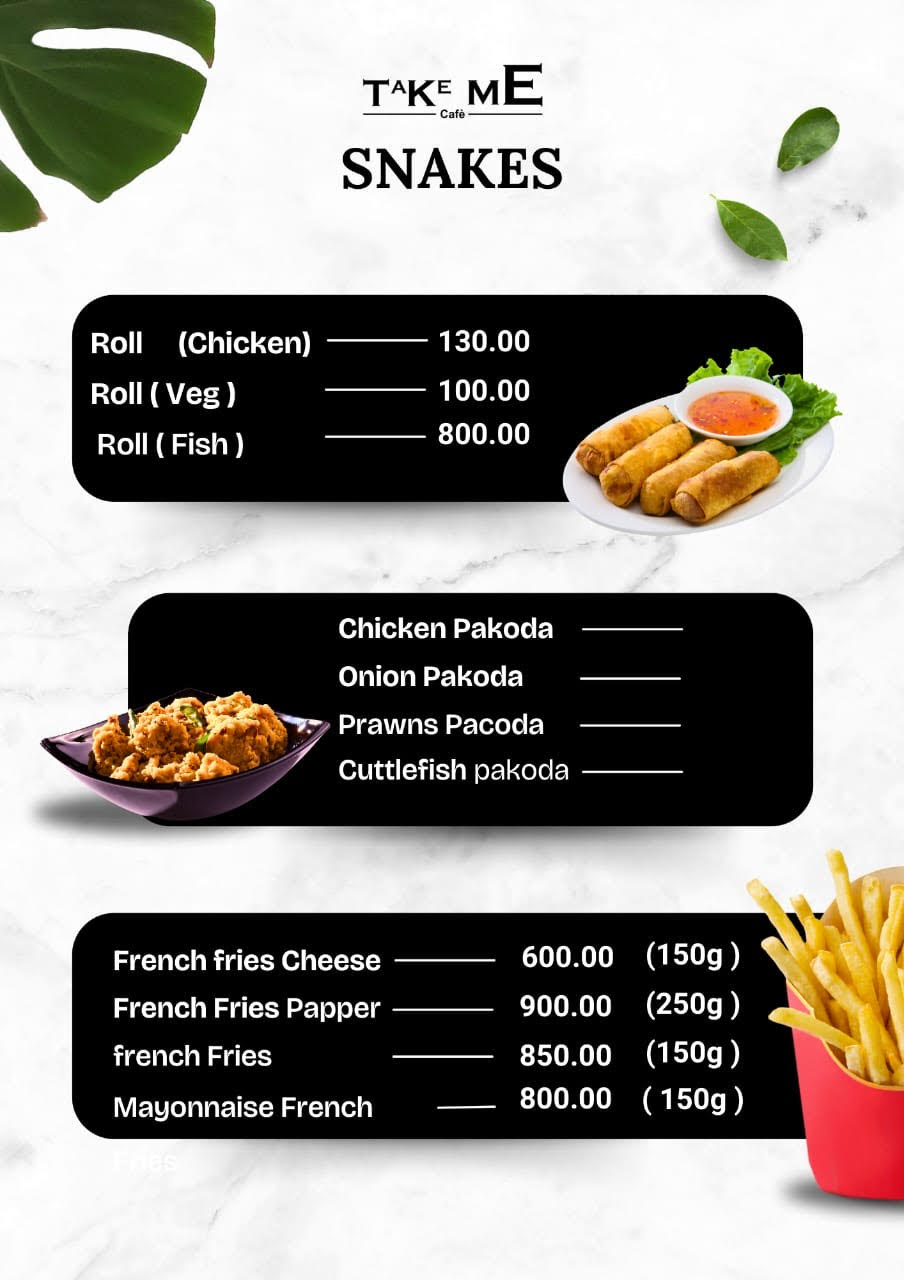 TAKE ME
Cafè
SNAKES
Roll (Chicken) 130.00
Roll ( Veg ) 100.00
Roll ( Fish ) 800.00
Chicken Pakoda
Onion Pakoda
Prawns Pacoda
Cuttlefish pakoda
French fries Cheese 600.00 (150g )
French Fries Papper 900.00 (250g )
french Fries 850.00 (150g )
Mayonnaise French 800.00 ( 150g )
Fries